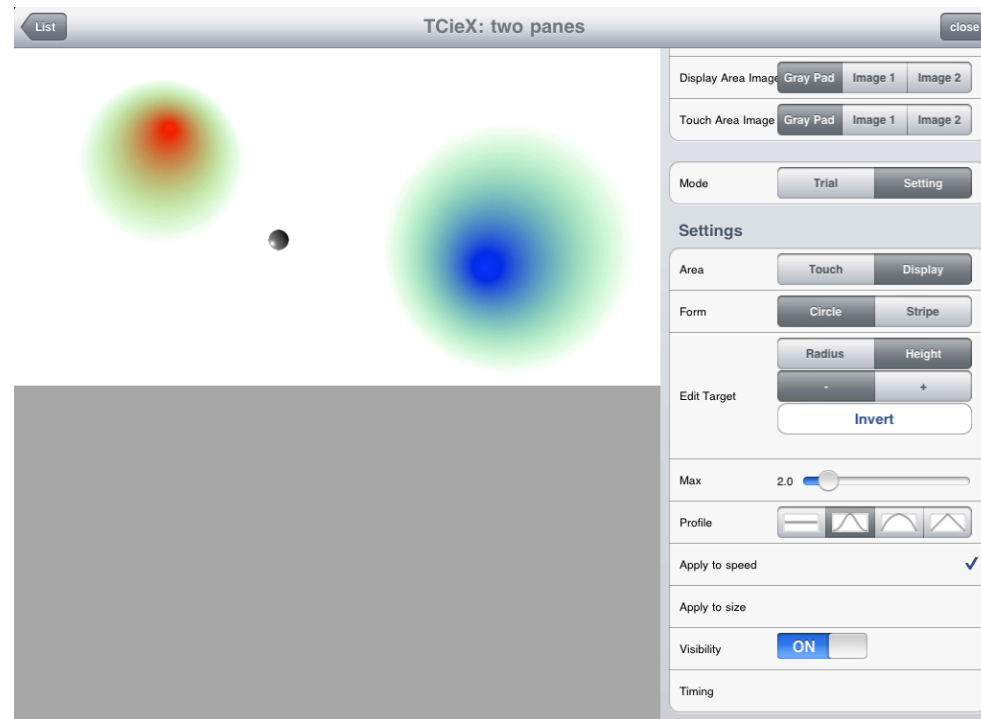 List
TCieX: two panes
close
Display Area Image Gray Pad Image 1 Image 2
Touch Area Image Gray Pad Image 1 Image 2
Mode Trial Setting
Settings
Area Touch Display
Form Circle Stripe
Radius Height
- +
Edit Target
Invert
Max 2.0
Profile
Apply to speed
Apply to size
Visibility ON
Timing